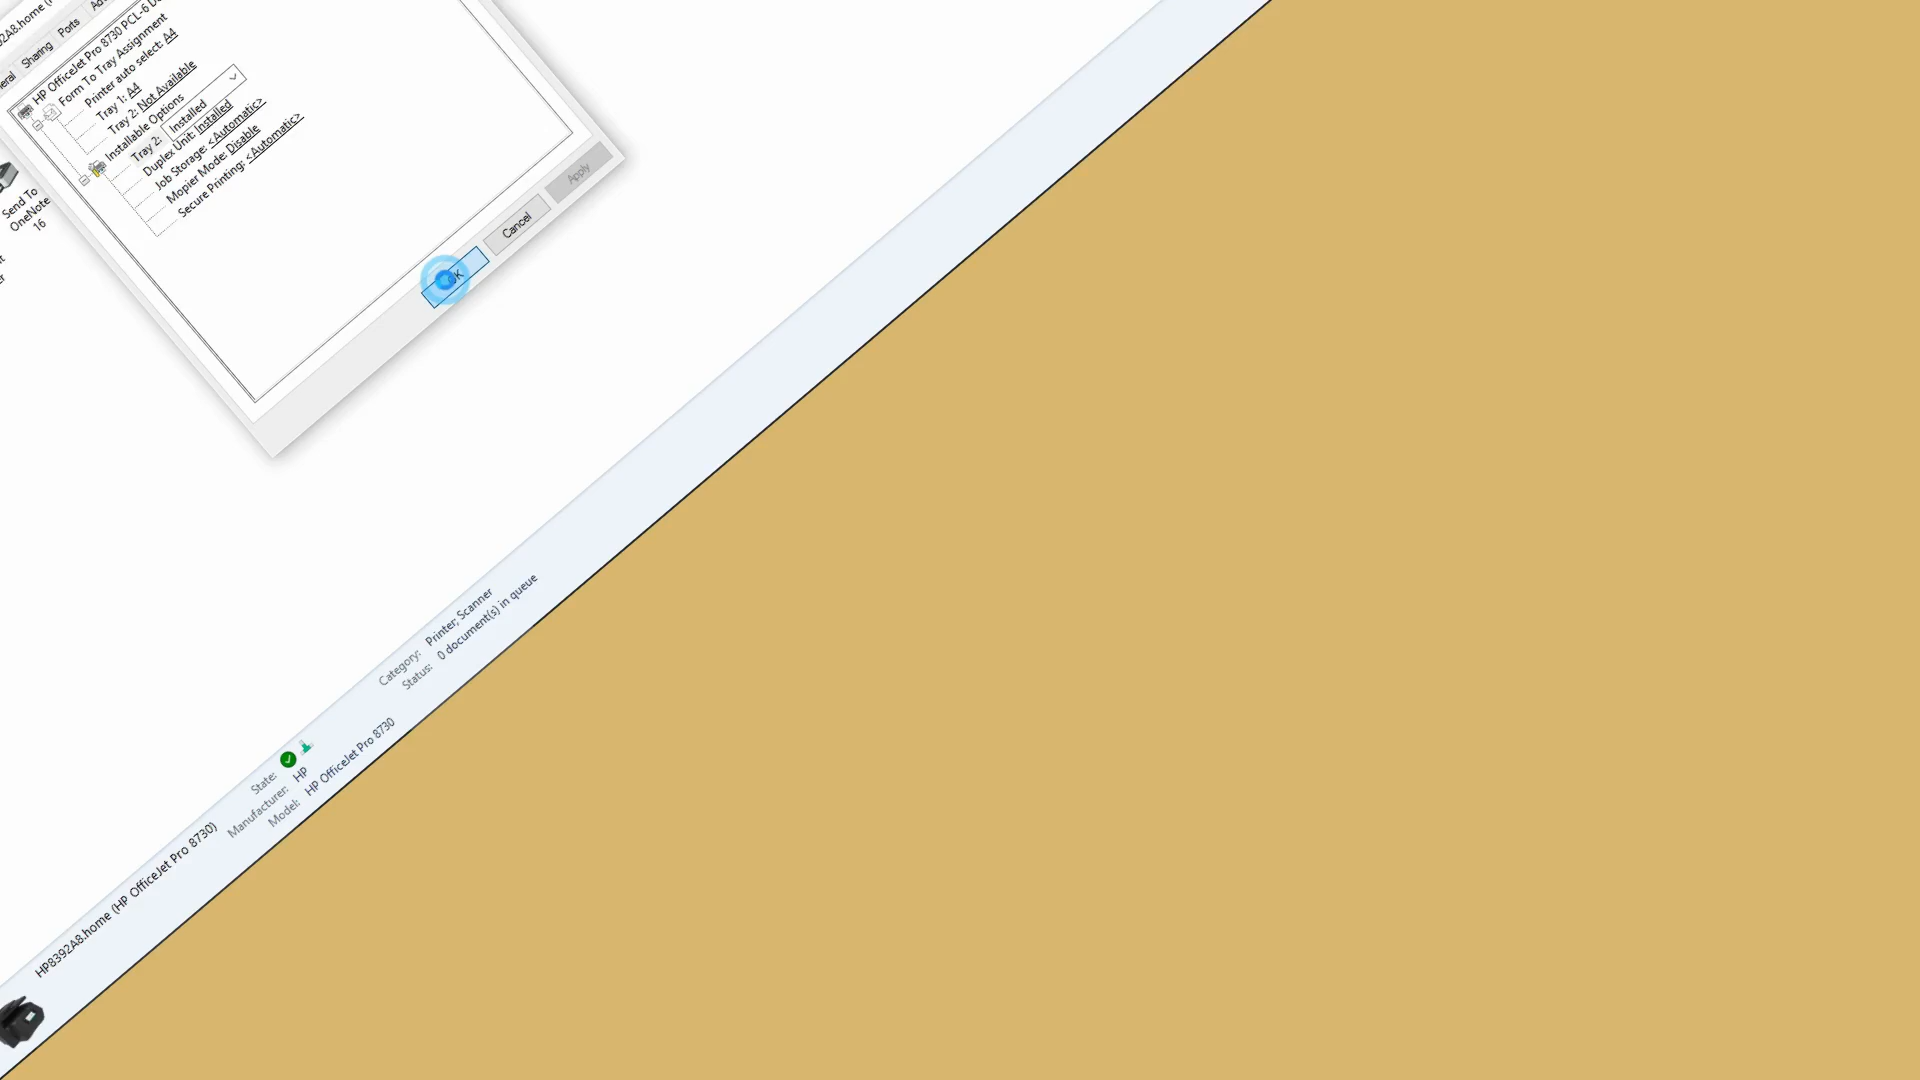 Sharing
Ports
HP OfficeJet Pro 8730 PCL-6
Form To Tray Assignment
Printer auto select: A4
Tray 1: A4
Tray 2: Not Available
Installable Options
Tray 2: Installed
Duplex Unit: Installed
Job Storage: <Automatic>
Mopier Mode: Disable
Secure Printing: <Automatic>
Cancel
Apply
Send To
OneNote
16
HP8392A8.home (HP OfficeJet Pro 8730)
State:
Manufacturer: HP
Model: HP OfficeJet Pro 8730
Category: Printer; Scanner
Status: 0 document(s) in queue